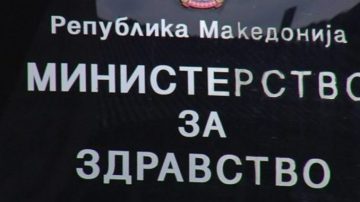 Република Македонија
МИНИСТЕРСТВО
ЗА
ЗДРАВСТВО